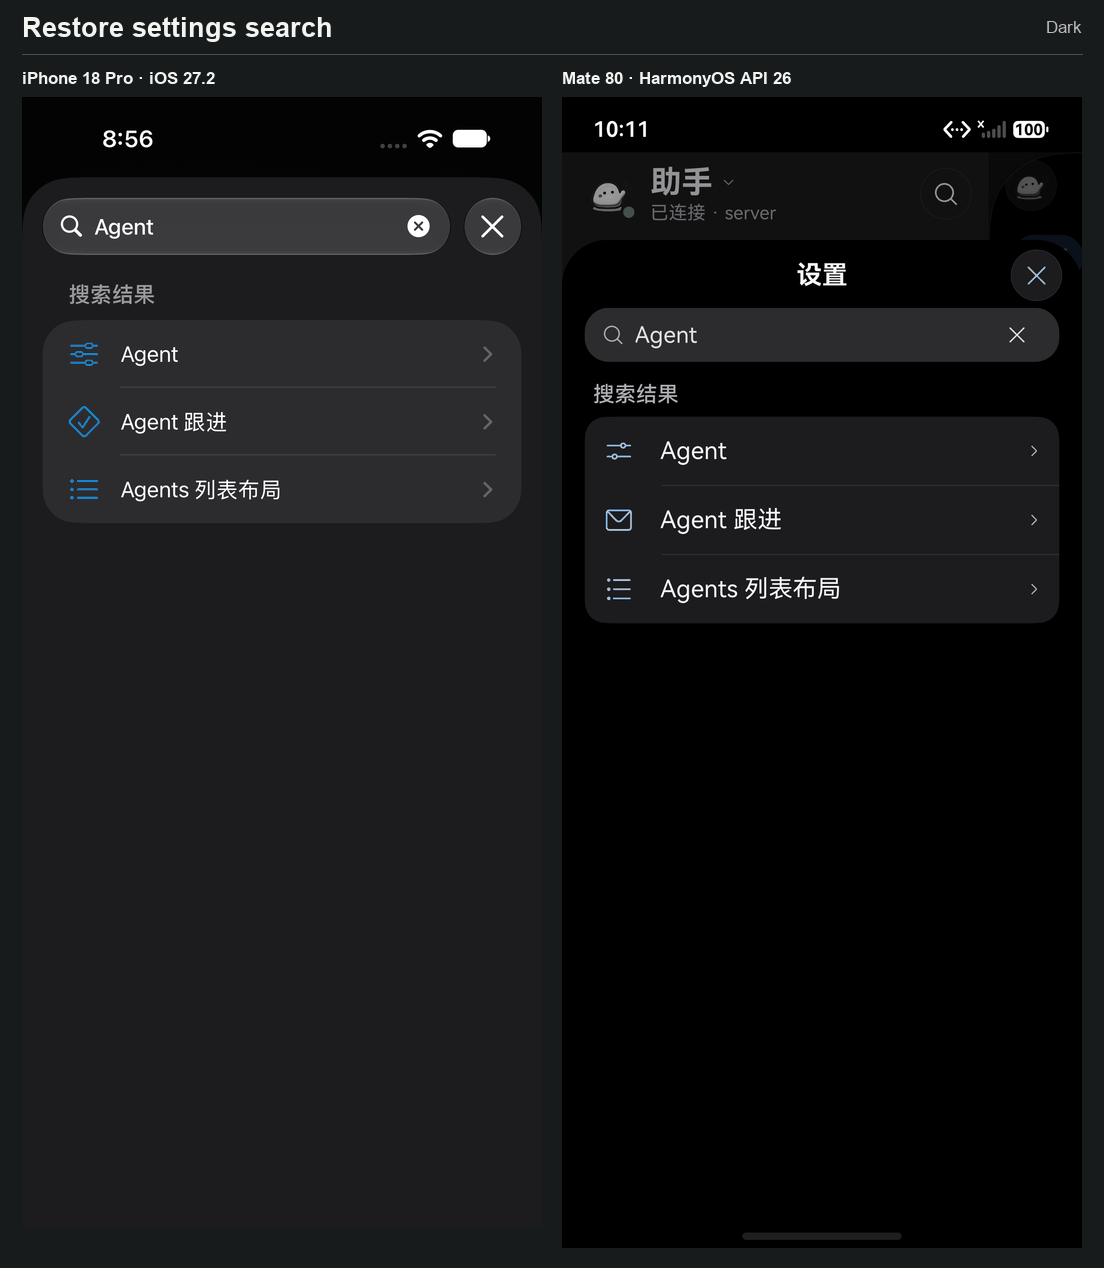 Restore settings search
Dark
iPhone 18 Pro · iOS 27.2
8:56
Agent
搜索结果
Agent
Agent 跟进
Agents 列表布局
Mate 80 · HarmonyOS API 26
10:11
100
助手
已连接 · server
设置
Agent
搜索结果
Agent
Agent 跟进
Agents 列表布局